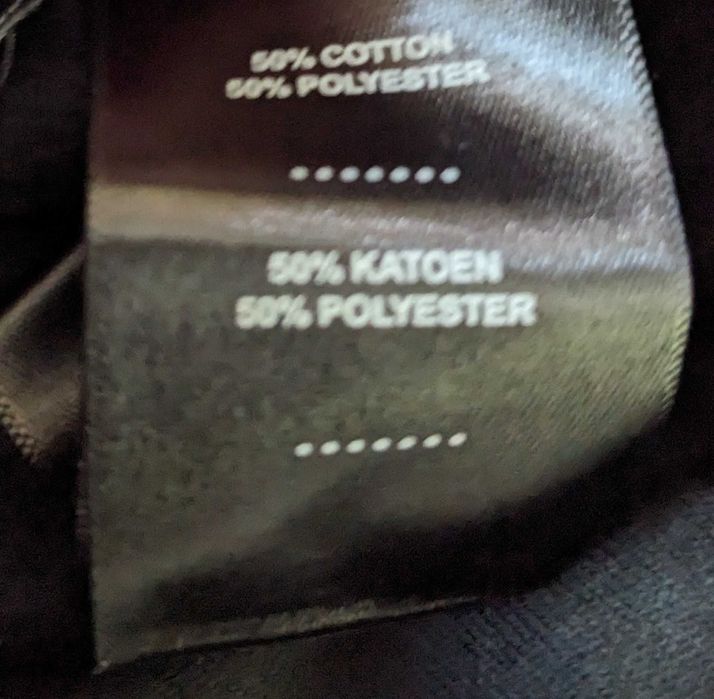 50% COTTON
50% POLYESTER
.......
50% KATOEN
50% POLYESTER
.......